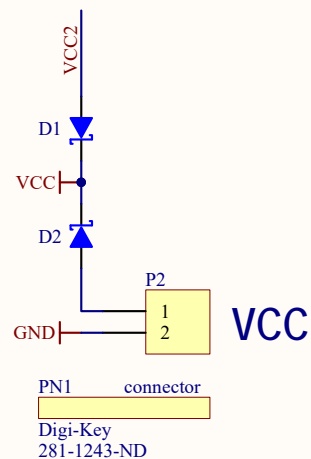 VCC2
D1
VCC
D2
P2
1
2
GND
VCC
PN1 connector
Digi-Key
281-1243-ND